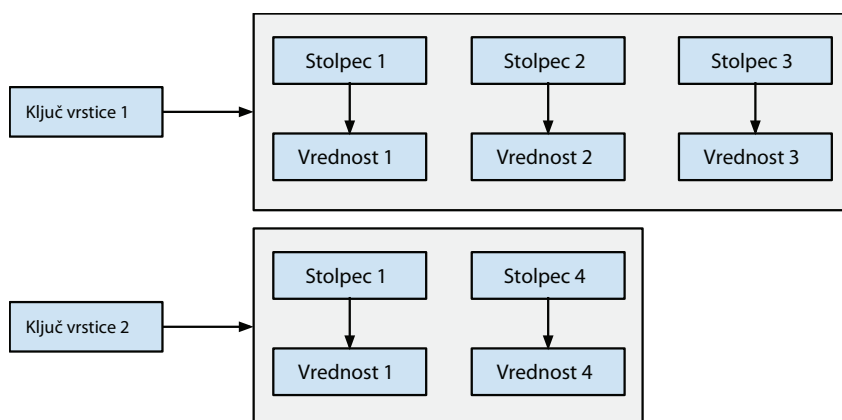 Stolpec 1 Stolpec 2 Stolpec 3
Ključ vrstice 1
Vrednost 1 Vrednost 2 Vrednost 3
Stolpec 1 Stolpec 4
Ključ vrstice 2
Vrednost 1 Vrednost 4